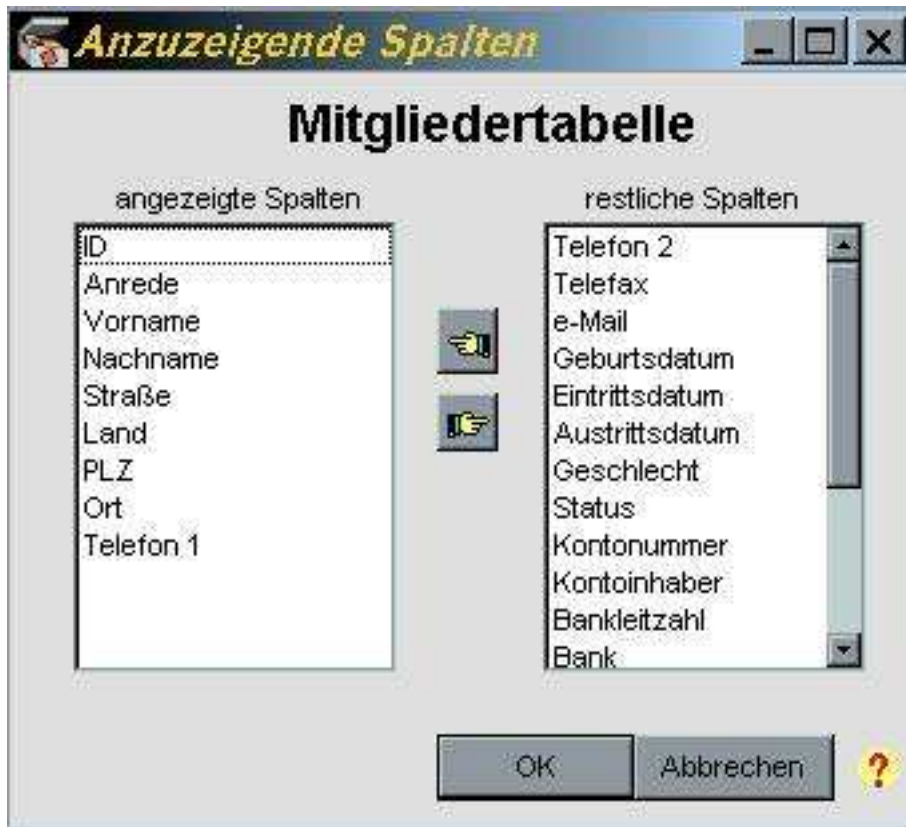 Anzuzeigende Spalten
Mitgliedertabelle
angezeigte Spalten
ID
Anrede
Vorname
Nachname
Straße
Land
PLZ
Ort
Telefon 1
restliche Spalten
Telefon 2
Telefax
e-Mail
Geburtsdatum
Eintrittsdatum
Austrittsdatum
Geschlecht
Status
Kontonummer
Kontoinhaber
Bankleitzahl
Bank
OK
Abbrechen
?